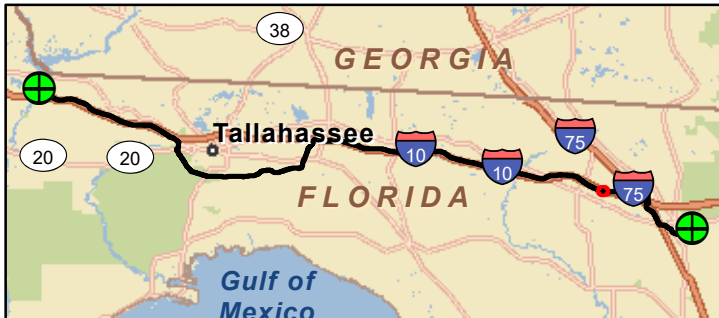 38
GEORGIA
Tallahassee
75
10
10
20
20
75
FLORIDA
Gulf of
Mexico